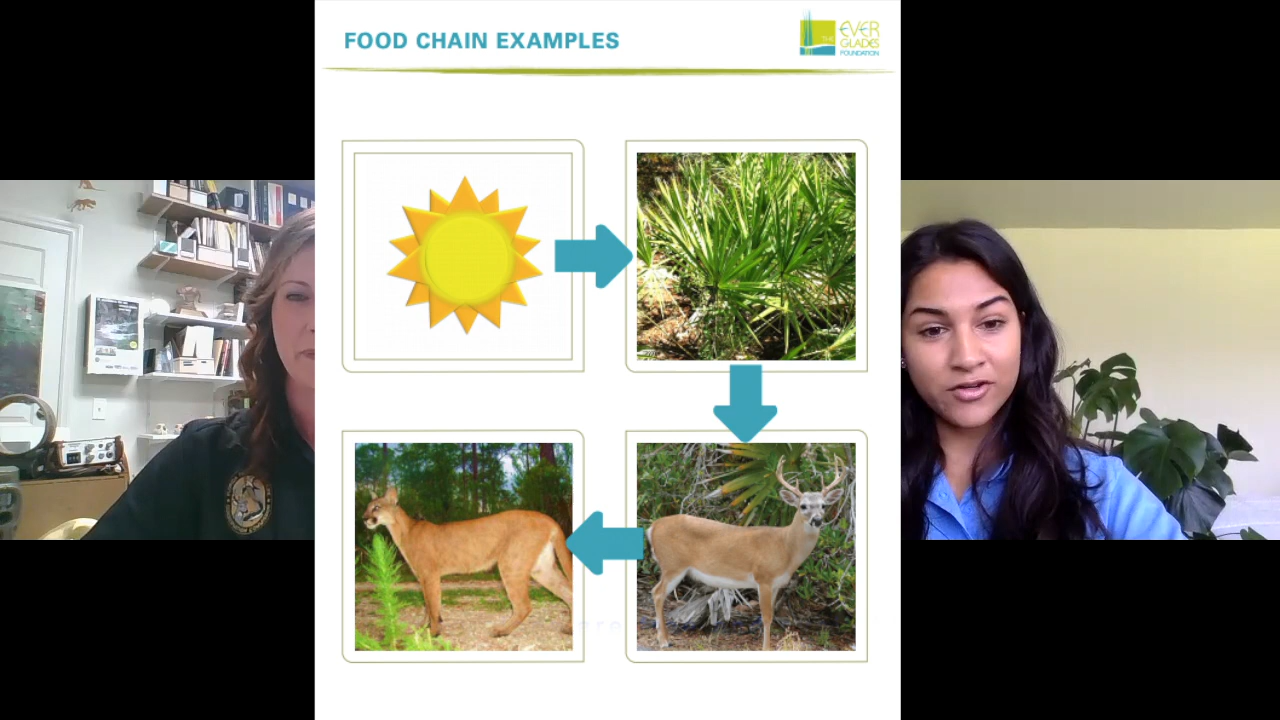 FOOD CHAIN EXAMPLES
THE
EVER
GLADES
FOUNDATION